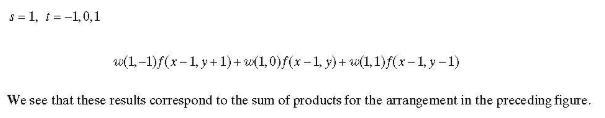 s = 1, t = −1, 0, 1
w(1, −1) f(x − 1, y + 1) + w(1, 0) f(x − 1, y) + w(1, 1) f(x − 1, y − 1)
We see that these results correspond to the sum of products for the arrangement in the preceding figure.